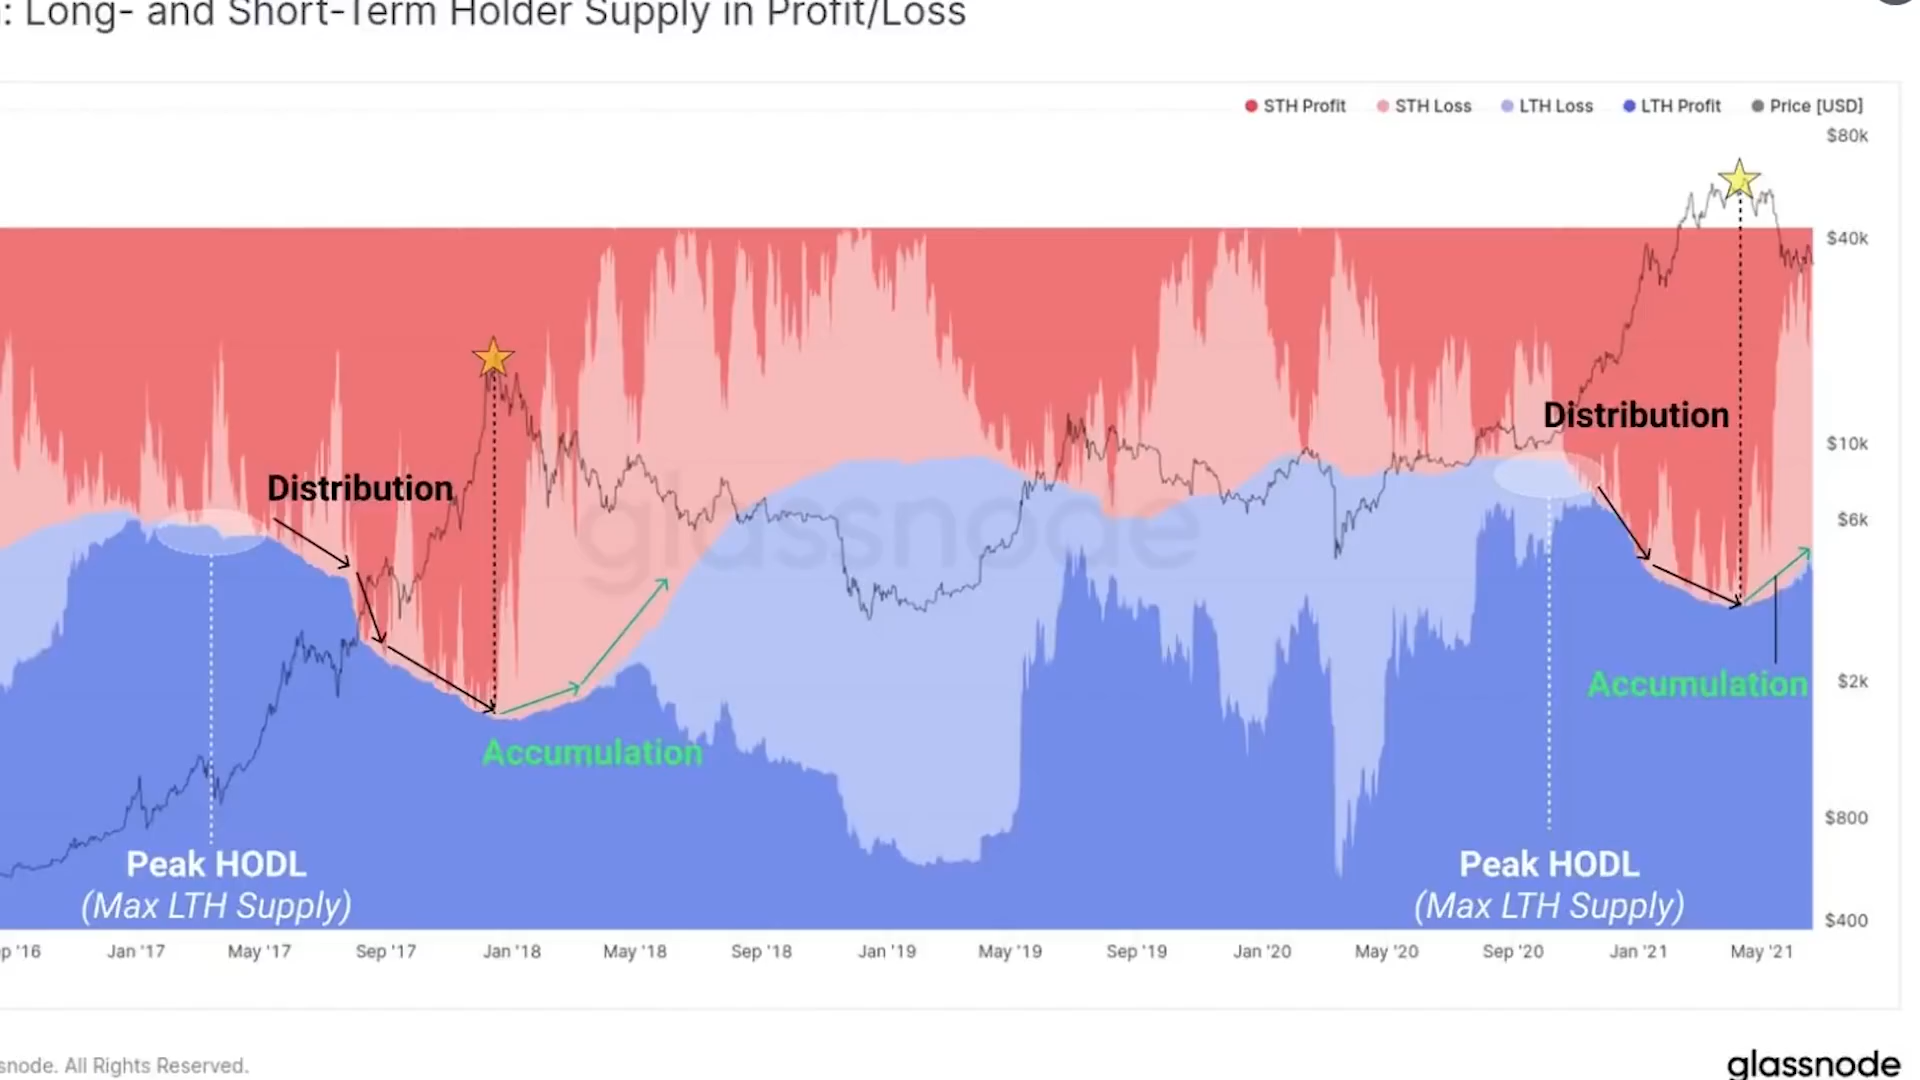 : Long- and Short-Term Holder Supply in Profit/Loss
STH Profit STH Loss LTH Loss LTH Profit Price [USD]
$80k
$40k
$10k
$6k
$2k
$800
$400
Distribution
Distribution
glassnode
Accumulation
Accumulation
Peak HODL
(Max LTH Supply)
Peak HODL
(Max LTH Supply)
p '16 Jan '17 May '17 Sep '17 Jan '18 May '18 Sep '18 Jan '19 May '19 Sep '19 Jan '20 May '20 Sep '20 Jan '21 May '21
snode. All Rights Reserved.
glassnode